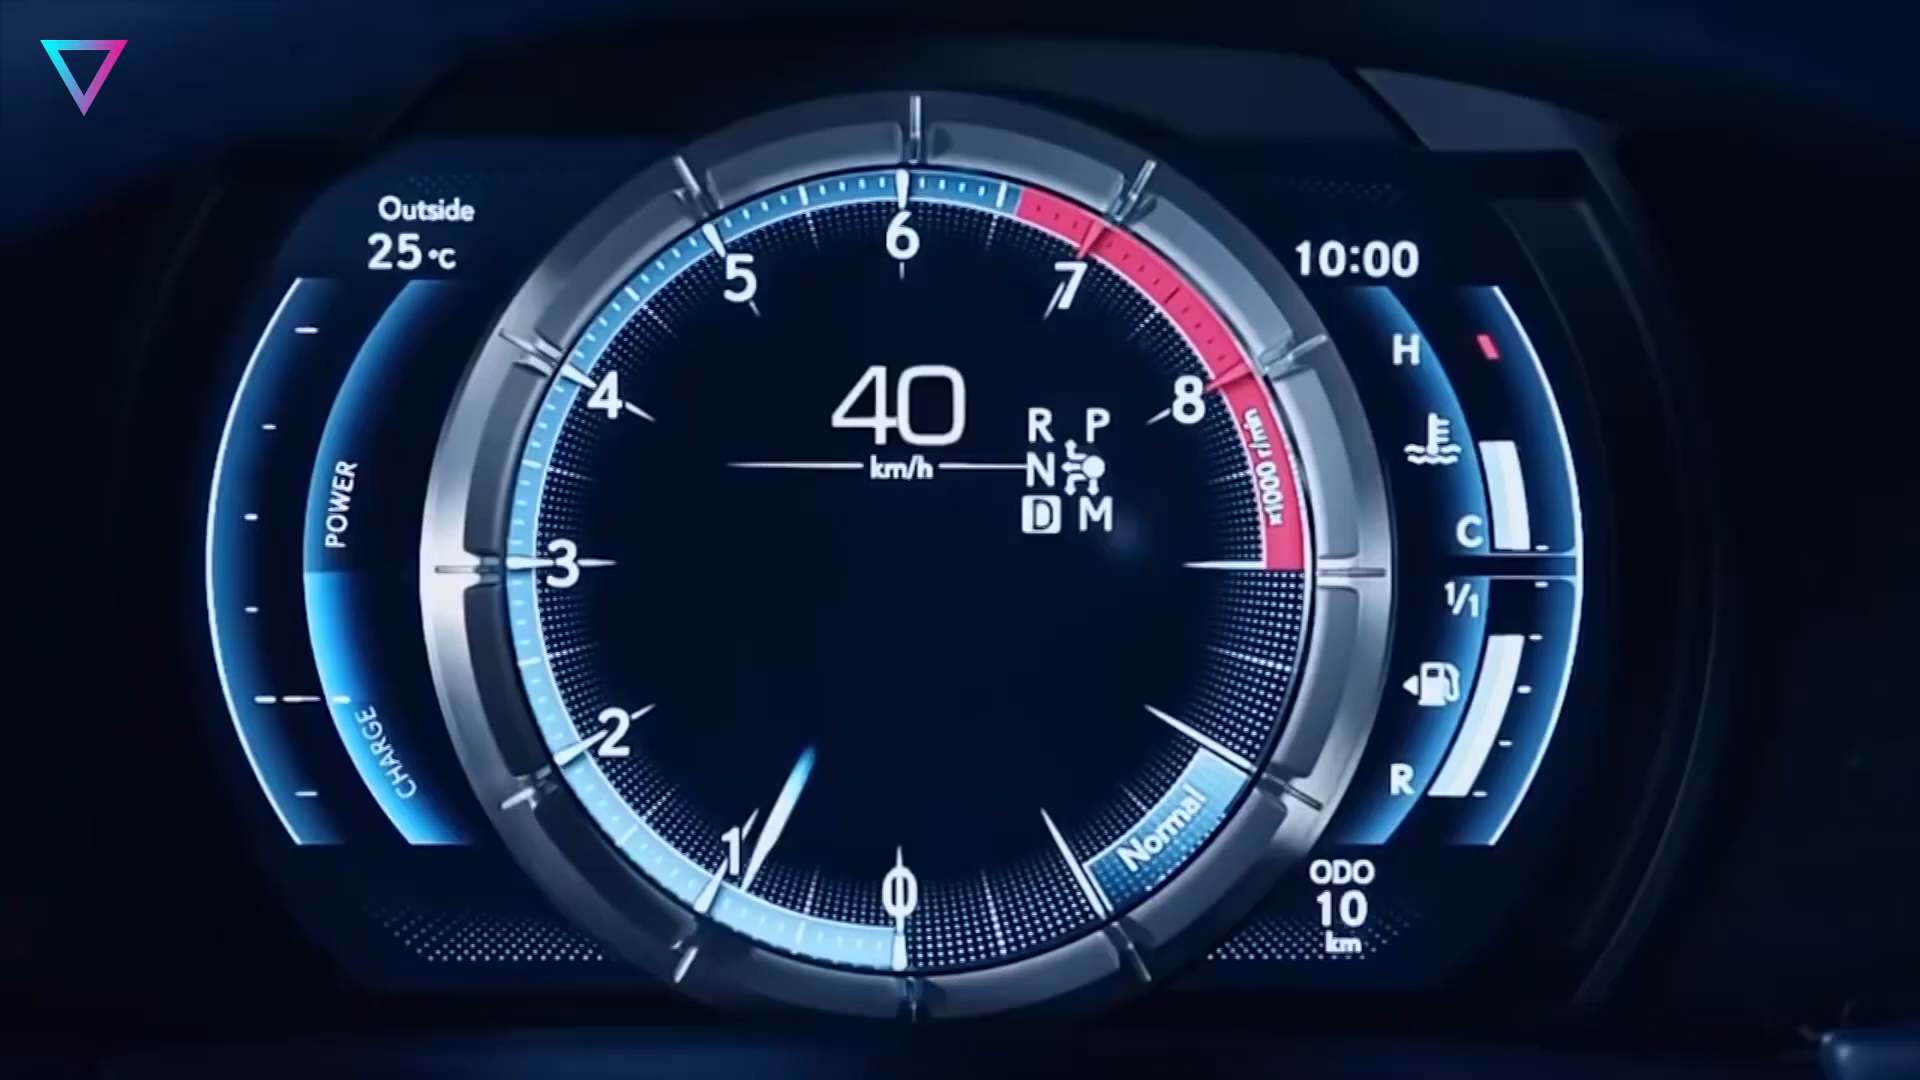 Outside
25°C
10:00
POWER
CHARGE
0
1
2
3
4
5
6
7
8
×1000 r/min
40
km/h
R P
N
D M
Normal
H
C
1/1
R
ODO
10
km